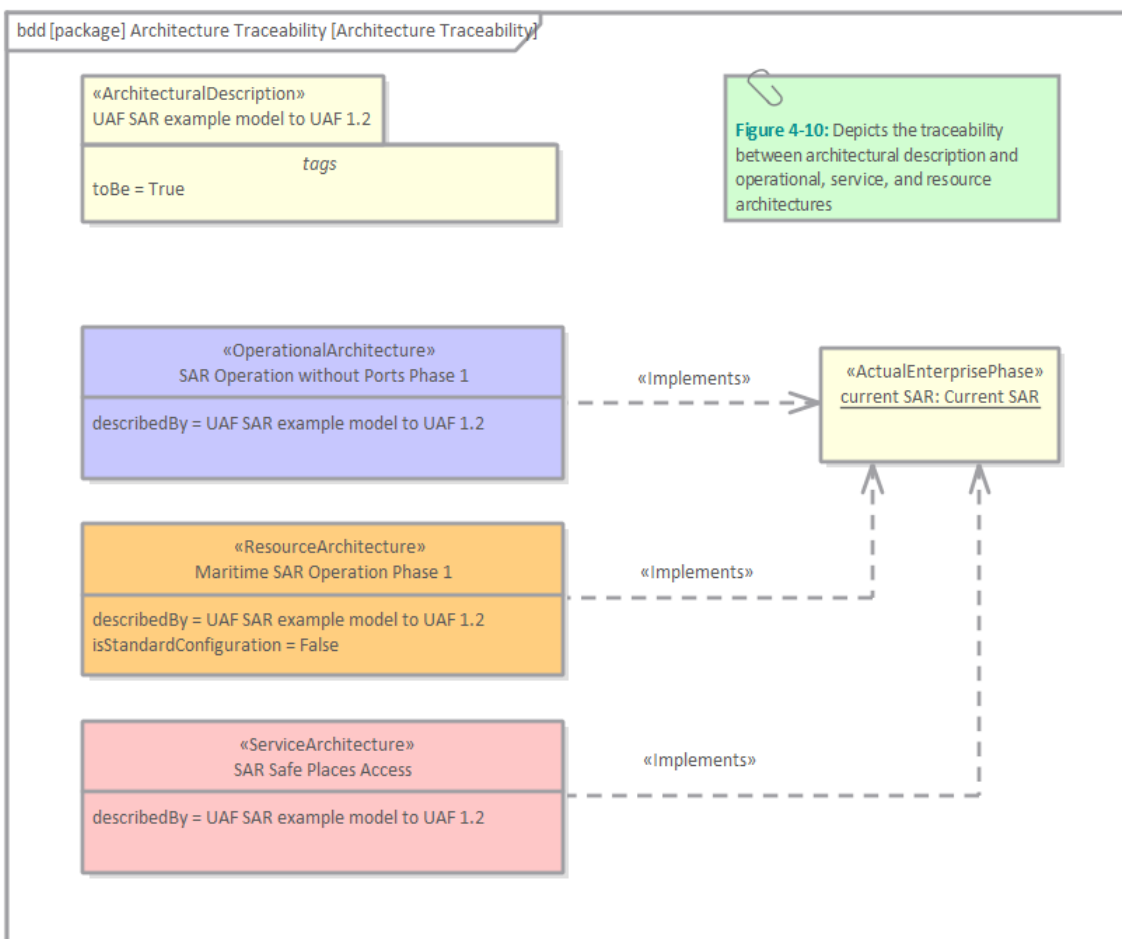 bdd [package] Architecture Traceability [Architecture Traceability]
«ArchitecturalDescription»
UAF SAR example model to UAF 1.2
tags
toBe = True
Figure 4-10: Depicts the traceability
between architectural description and
operational, service, and resource
architectures
«OperationalArchitecture»
SAR Operation without Ports Phase 1
describedBy = UAF SAR example model to UAF 1.2
«Implements»
«ActualEnterprisePhase»
current SAR: Current SAR
«ResourceArchitecture»
Maritime SAR Operation Phase 1
describedBy = UAF SAR example model to UAF 1.2
isStandardConfiguration = False
«Implements»
«ServiceArchitecture»
SAR Safe Places Access
describedBy = UAF SAR example model to UAF 1.2
«Implements»